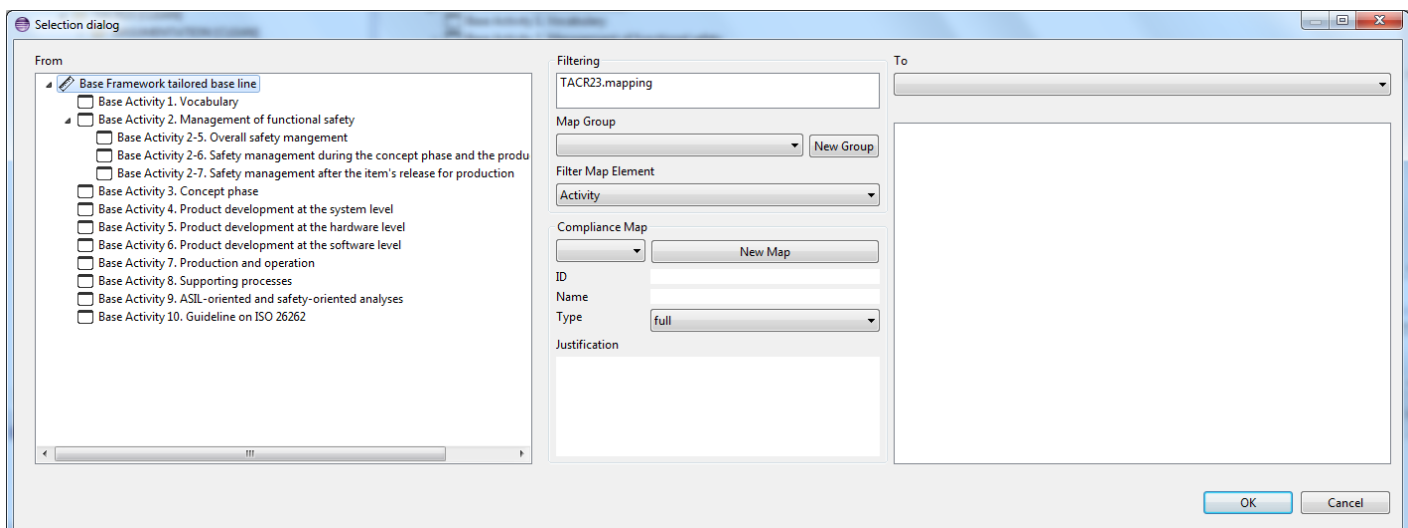 Selection dialog
From
Base Framework tailored base line
Base Activity 1. Vocabulary
Base Activity 2. Management of functional safety
Base Activity 2-5. Overall safety mangement
Base Activity 2-6. Safety management during the concept phase and the produ
Base Activity 2-7. Safety management after the item's release for production
Base Activity 3. Concept phase
Base Activity 4. Product development at the system level
Base Activity 5. Product development at the hardware level
Base Activity 6. Product development at the software level
Base Activity 7. Production and operation
Base Activity 8. Supporting processes
Base Activity 9. ASIL-oriented and safety-oriented analyses
Base Activity 10. Guideline on ISO 26262
Filtering
TACR23.mapping
Map Group
New Group
Filter Map Element
Activity
Compliance Map
New Map
ID
Name
Type full
Justification
To
OK Cancel